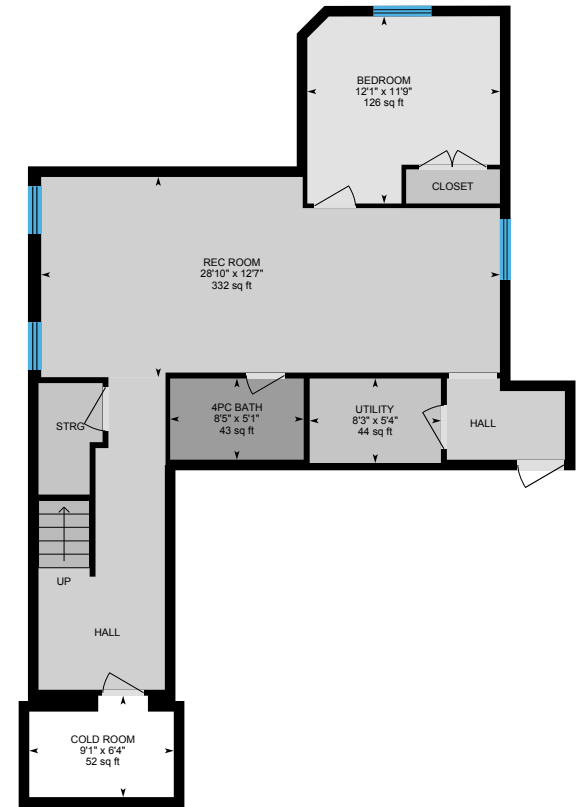 BEDROOM
12'1" x 11'9"
126 sq ft
CLOSET
REC ROOM
28'10" x 12'7"
332 sq ft
STRG
4PC BATH
8'5" x 5'1"
43 sq ft
UTILITY
8'3" x 5'4"
44 sq ft
HALL
UP
HALL
COLD ROOM
9'1" x 6'4"
52 sq ft